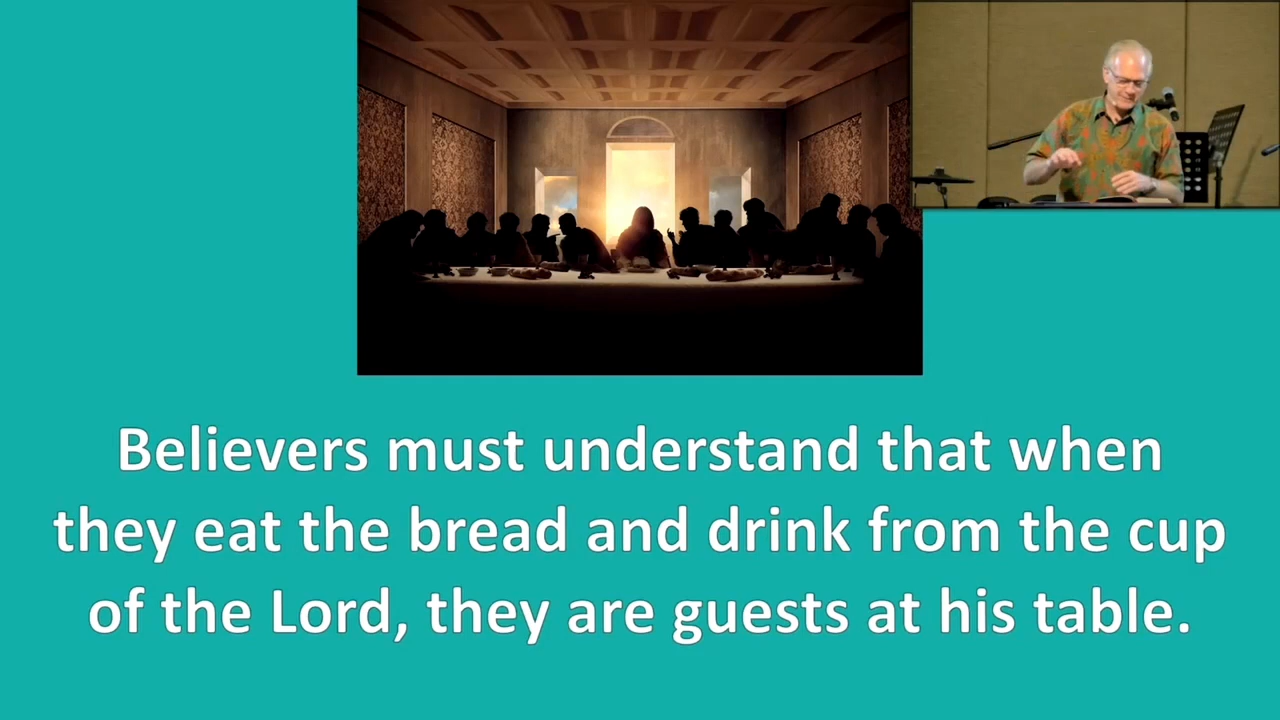 Believers must understand that when
they eat the bread and drink from the cup
of the Lord, they are guests at his table.